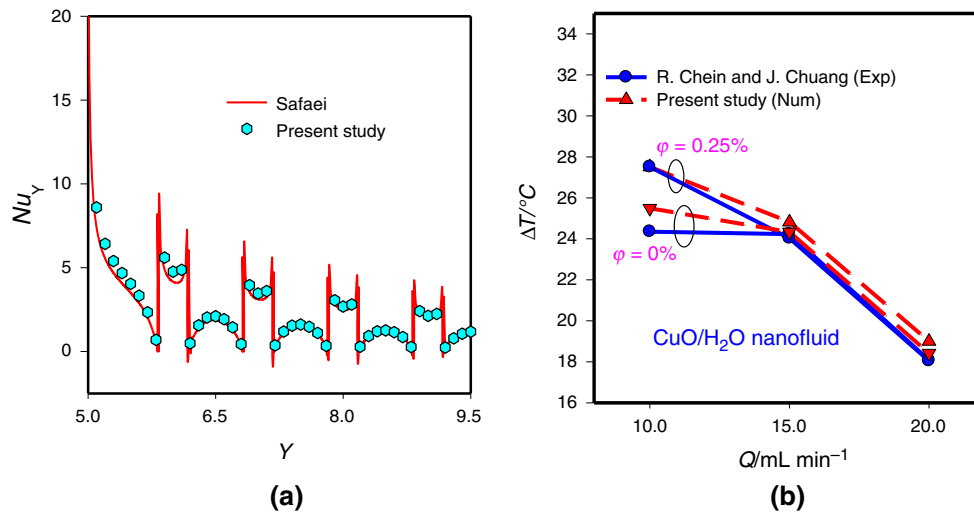 20
15
10
5
0
Nu_Y
Safaei
Present study
5.0 6.5 8.0 9.5
Y
(a)
34
32
30
28
26
24
22
20
18
16
ΔT/°C
R. Chein and J. Chuang (Exp)
Present study (Num)
φ = 0.25%
φ = 0%
CuO/H₂O nanofluid
10.0 15.0 20.0
Q/mL min⁻¹
(b)